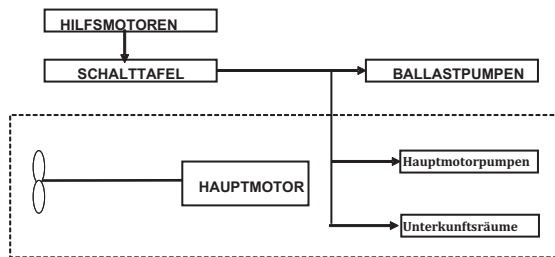 HILFSMOTOREN
SCHALTTAFEL
BALLASTPUMPEN
Hauptmotorpumpen
HAUPTMOTOR
Unterkunftsräume